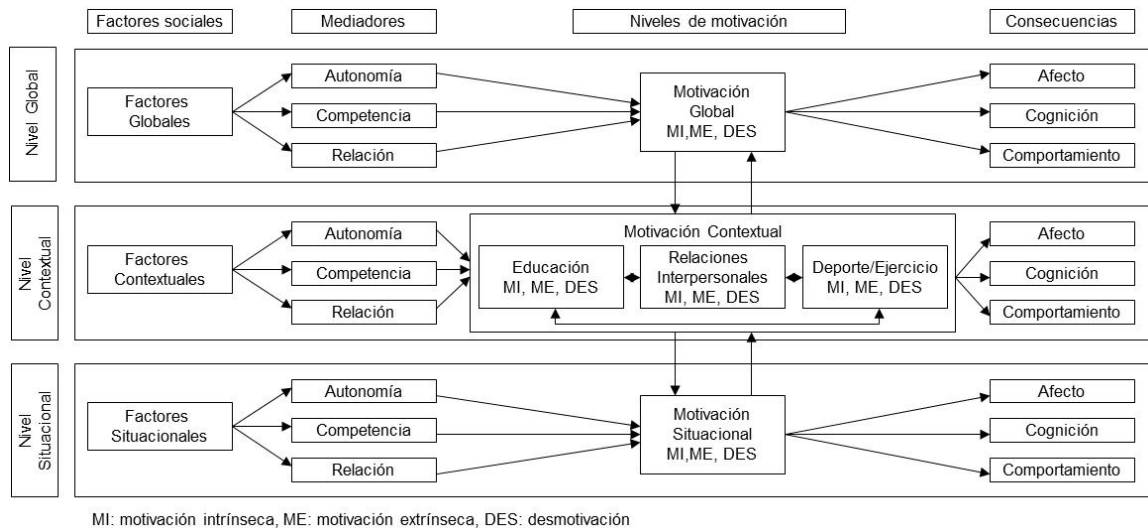 Factores sociales
Mediadores
Niveles de motivación
Consecuencias
Nivel Global
Factores
Globales
Autonomía
Competencia
Relación
Motivación
Global
MI,ME, DES
Afecto
Cognición
Comportamiento
Nivel
Contextual
Factores
Contextuales
Autonomía
Competencia
Relación
Motivación Contextual
Educación
MI, ME, DES
Relaciones
Interpersonales
MI, ME, DES
Deporte/Ejercicio
MI, ME, DES
Afecto
Cognición
Comportamiento
Nivel
Situacional
Factores
Situacionales
Autonomía
Competencia
Relación
Motivación
Situacional
MI,ME, DES
Afecto
Cognición
Comportamiento
MI: motivación intrínseca, ME: motivación extrínseca, DES: desmotivación